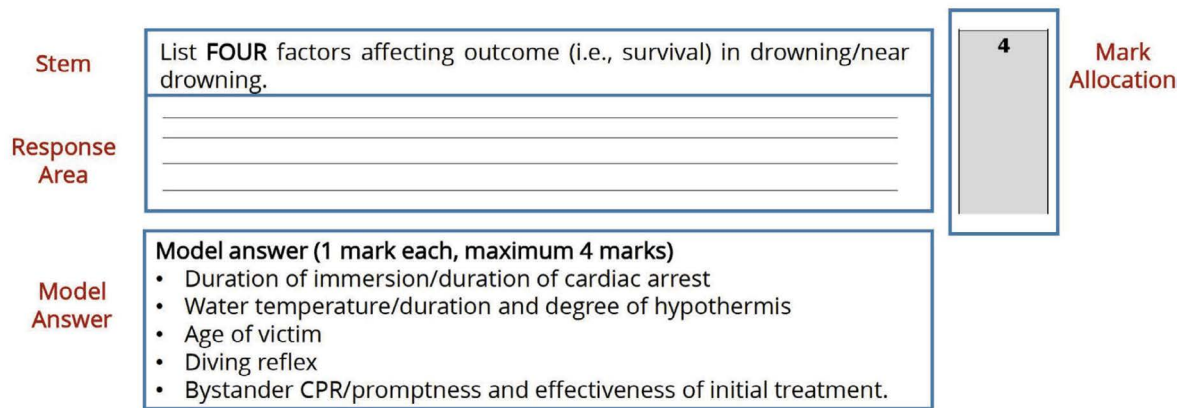 Stem
List FOUR factors affecting outcome (i.e., survival) in drowning/near
drowning.
4
Mark
Allocation
Response
Area
Model
Answer
Model answer (1 mark each, maximum 4 marks)
• Duration of immersion/duration of cardiac arrest
• Water temperature/duration and degree of hypothermis
• Age of victim
• Diving reflex
• Bystander CPR/promptness and effectiveness of initial treatment.